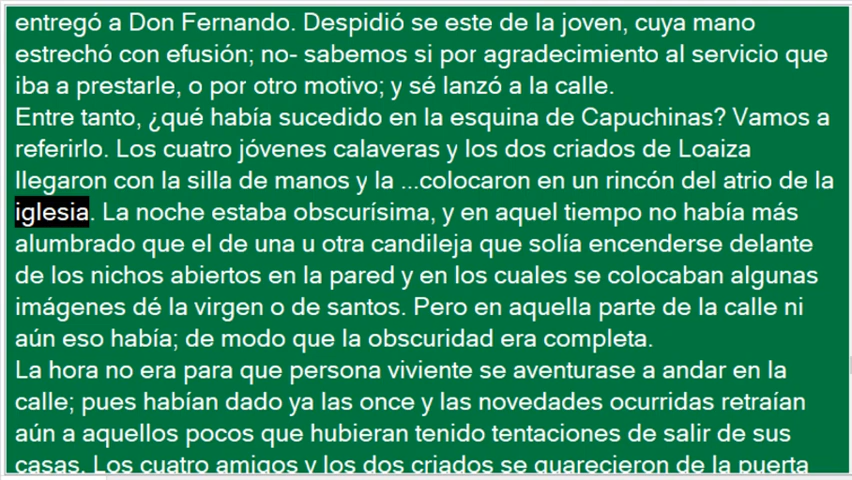 entregó a Don Fernando. Despidió se este de la joven, cuya mano
estrechó con efusión; no- sabemos si por agradecimiento al servicio que
iba a prestarle, o por otro motivo; y sé lanzó a la calle.
Entre tanto, ¿qué había sucedido en la esquina de Capuchinas? Vamos a
referirlo. Los cuatro jóvenes calaveras y los dos criados de Loaiza
llegaron con la silla de manos y la ...colocaron en un rincón del atrio de la
iglesia. La noche estaba obscurísima, y en aquel tiempo no había más
alumbrado que el de una u otra candileja que solía encenderse delante
de los nichos abiertos en la pared y en los cuales se colocaban algunas
imágenes dé la virgen o de santos. Pero en aquella parte de la calle ni
aún eso había; de modo que la obscuridad era completa.
La hora no era para que persona viviente se aventurase a andar en la
calle; pues habían dado ya las once y las novedades ocurridas retraían
aún a aquellos pocos que hubieran tenido tentaciones de salir de sus
casas. Los cuatro amigos y los dos criados se guarecieron de la puerta